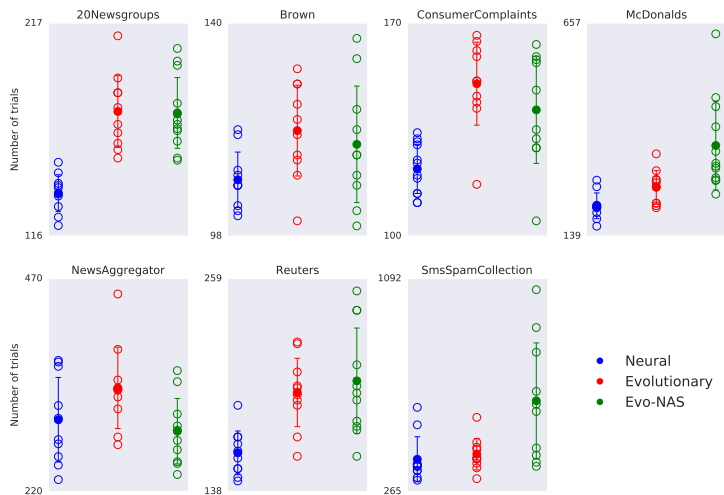 20Newsgroups
Brown
ConsumerComplaints
McDonalds
217
140
170
657
Number of trials
116
98
100
139
NewsAggregator
Reuters
SmsSpamCollection
470
259
1092
Number of trials
Neural
Evolutionary
Evo-NAS
220
138
265